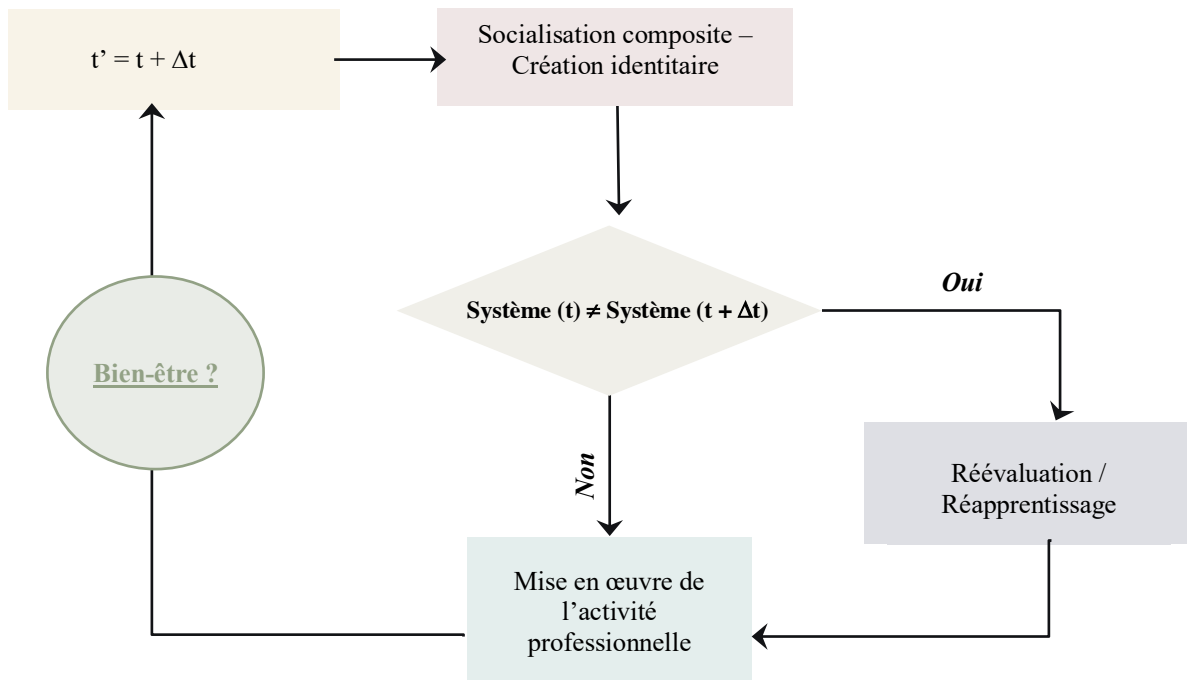 t’ = t + Δt
Socialisation composite –
Création identitaire
Système (t) ≠ Système (t + Δt)
Oui
Bien-être ?
Non
Réévaluation /
Réapprentissage
Mise en œuvre de
l’activité
professionnelle